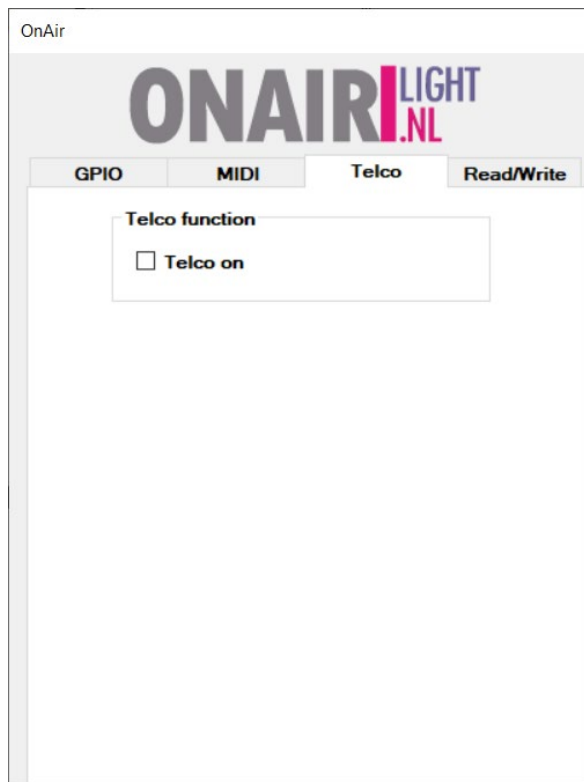 OnAir
ONAIR LIGHT
.NL
GPIO MIDI Telco Read/Write
Telco function
Telco on